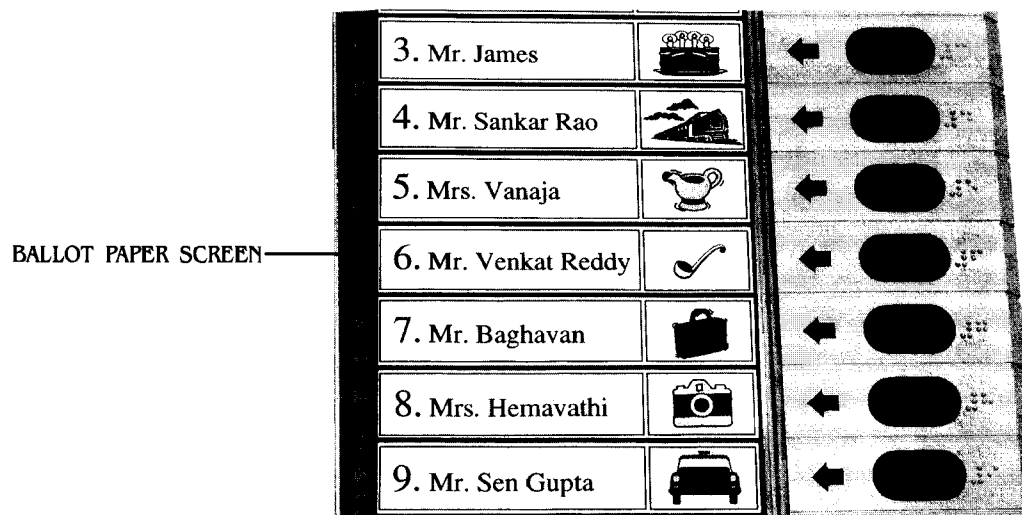 3. Mr. James
4. Mr. Sankar Rao
5. Mrs. Vanaja
BALLOT PAPER SCREEN
6. Mr. Venkat Reddy
7. Mr. Baghavan
8. Mrs. Hemavathi
9. Mr. Sen Gupta